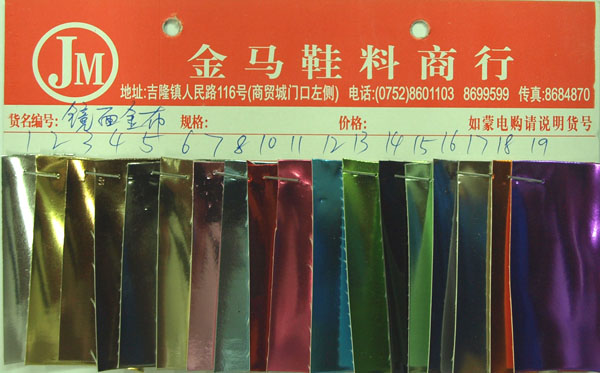 JM
金马鞋料商行
地址:吉隆镇人民路116号(商贸城门口左侧) 电话:(0752)8601103 8699599 传真:8684870
货名编号: 镜面金布 规格: 价格: 如蒙电购请说明货号
1 2 3 4 5 6 7 8 10 11 12 13 14 15 16 17 18 19